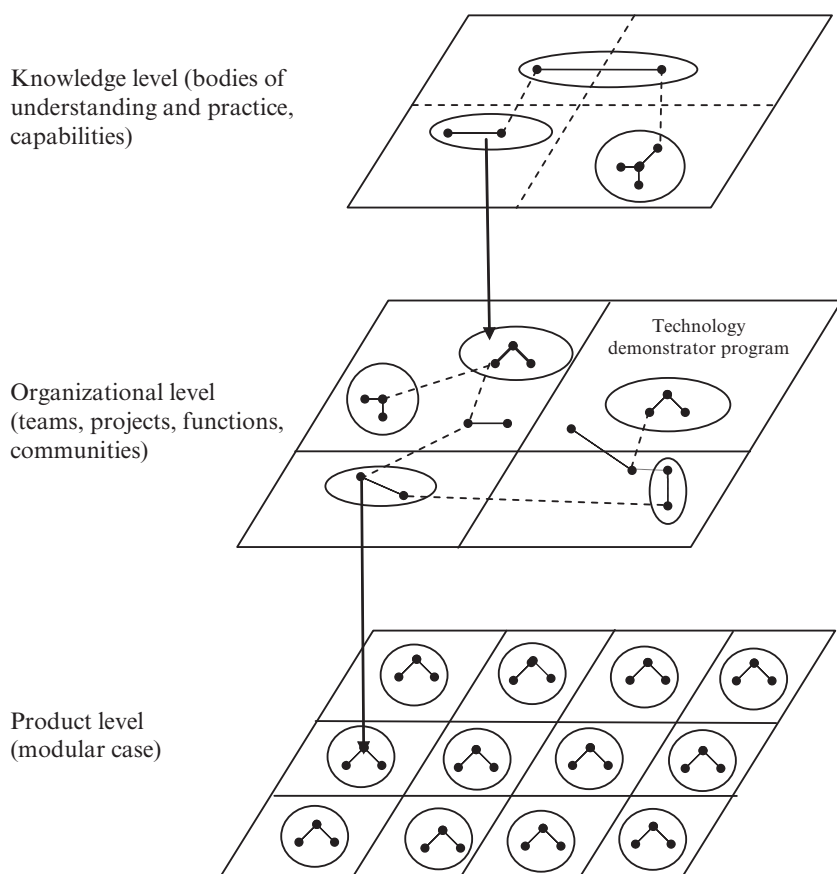 Knowledge level (bodies of
understanding and practice,
capabilities)
Technology
demonstrator program
Organizational level
(teams, projects, functions,
communities)
Product level
(modular case)